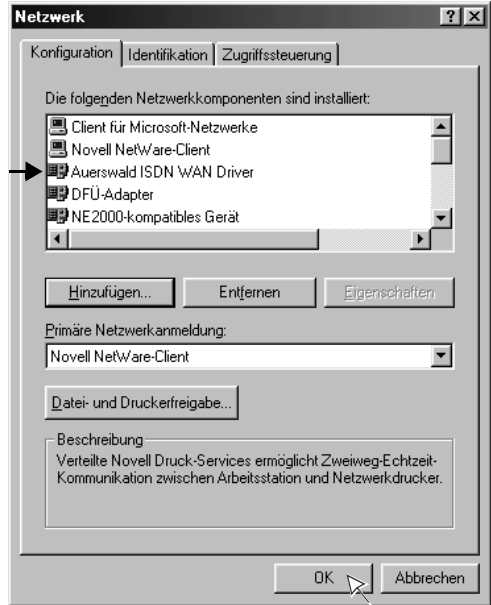 Netzwerk
Konfiguration Identifikation Zugriffssteuerung
Die folgenden Netzwerkkomponenten sind installiert:
Client für Microsoft-Netzwerke
Novell NetWare-Client
Auerswald ISDN WAN Driver
DFÜ-Adapter
NE2000-kompatibles Gerät
Hinzufügen... Entfernen Eigenschaften
Primäre Netzwerkanmeldung:
Novell NetWare-Client
Datei- und Druckerfreigabe...
Beschreibung
Verteilte Novell Druck-Services ermöglicht Zweiweg-Echtzeit-
Kommunikation zwischen Arbeitsstation und Netzwerkdrucker.
OK Abbrechen